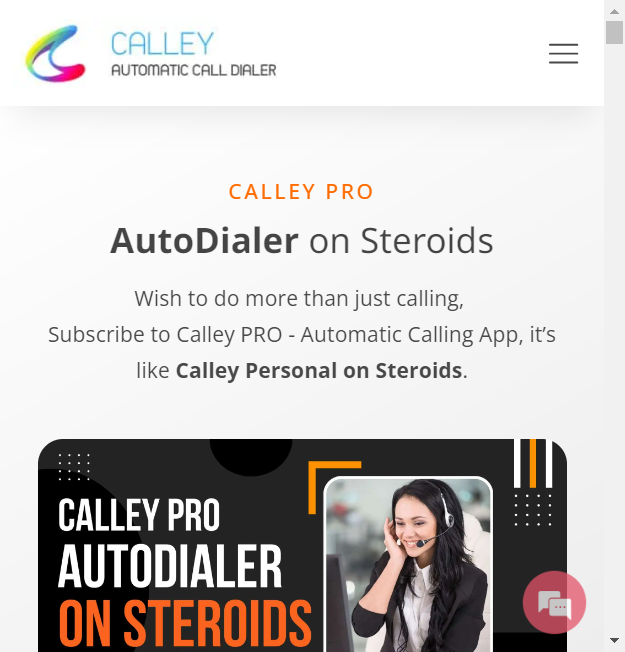 CALLEY
AUTOMATIC CALL DIALER
CALLEY PRO
AutoDialer on Steroids
Wish to do more than just calling,
Subscribe to Calley PRO - Automatic Calling App, it’s
like Calley Personal on Steroids.
CALLEY PRO
AUTODIALER
ON STEROIDS